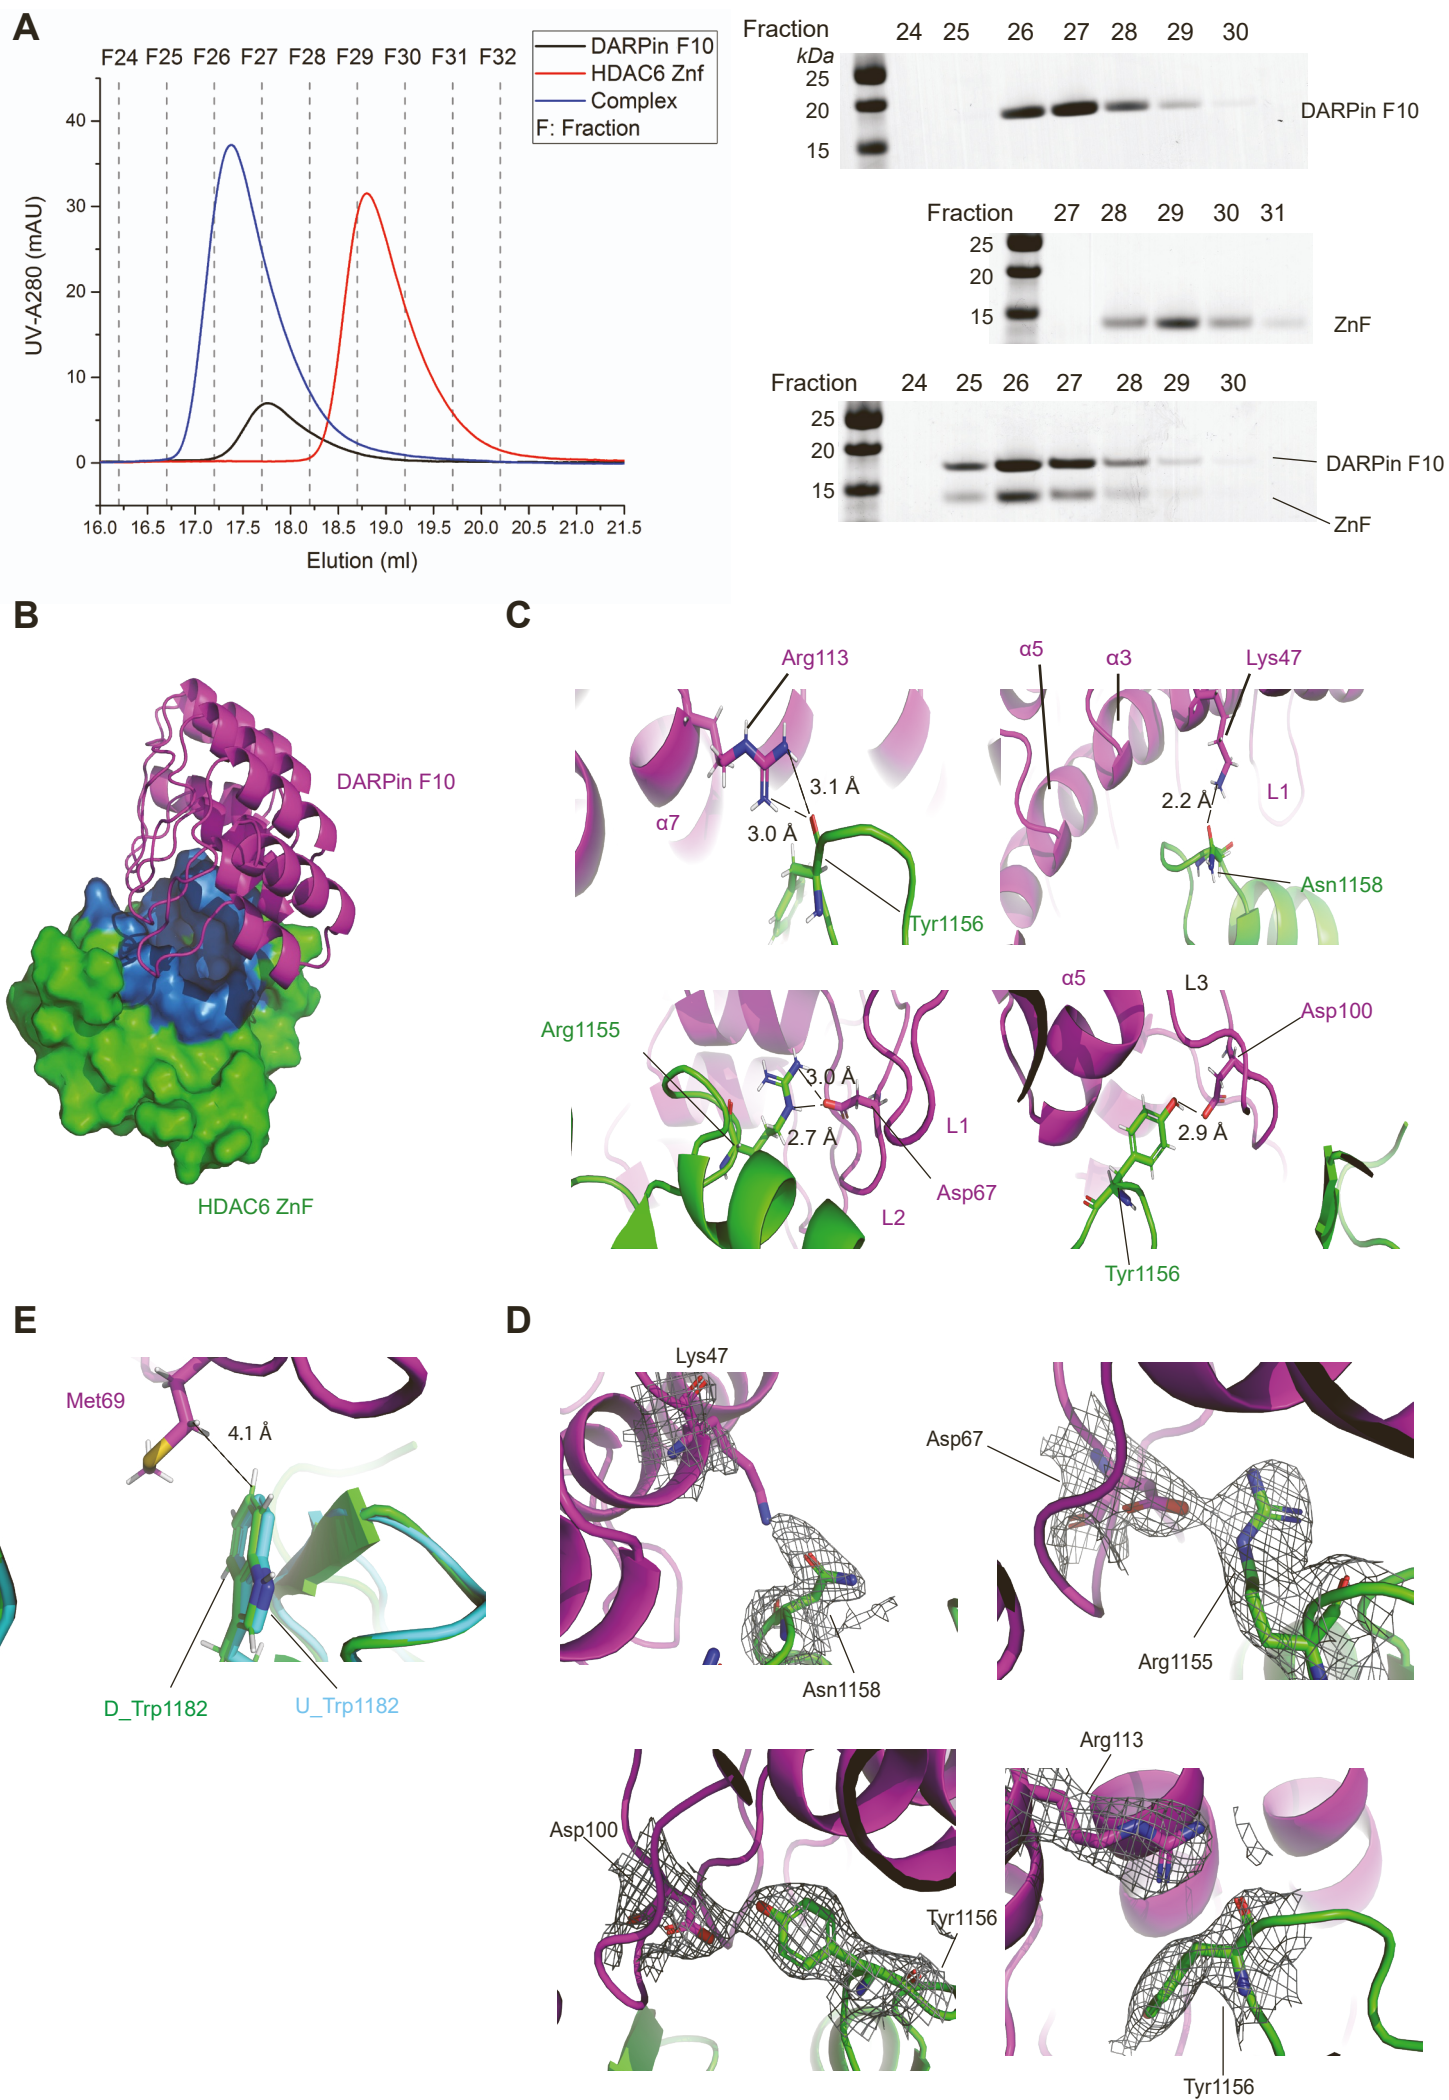 A
F24 F25 F26 F27 F28 F29 F30 F31 F32
DARPin F10
HDAC6 Znf
Complex
F: Fraction
UV-A280 (mAU)
40
30
20
10
0
16.0 16.5 17.0 17.5 18.0 18.5 19.0 19.5 20.0 20.5 21.0 21.5
Elution (ml)
Fraction 24 25 26 27 28 29 30
kDa
25
20
15
DARPin F10
Fraction 27 28 29 30 31
25
20
15
ZnF
Fraction 24 25 26 27 28 29 30
25
20
15
DARPin F10
ZnF
B
DARPin F10
HDAC6 ZnF
C
Arg113
3.1 Å
α7
3.0 Å
Tyr1156
α5
α3
Lys47
2.2 Å
L1
Asn1158
Arg1155
3.0 Å
2.7 Å
L1
Asp67
L2
α5
L3
Asp100
2.9 Å
Tyr1156
E
Met69
4.1 Å
D_Trp1182
U_Trp1182
D
Lys47
Asn1158
Asp67
Arg1155
Asp100
Tyr1156
Arg113
Tyr1156